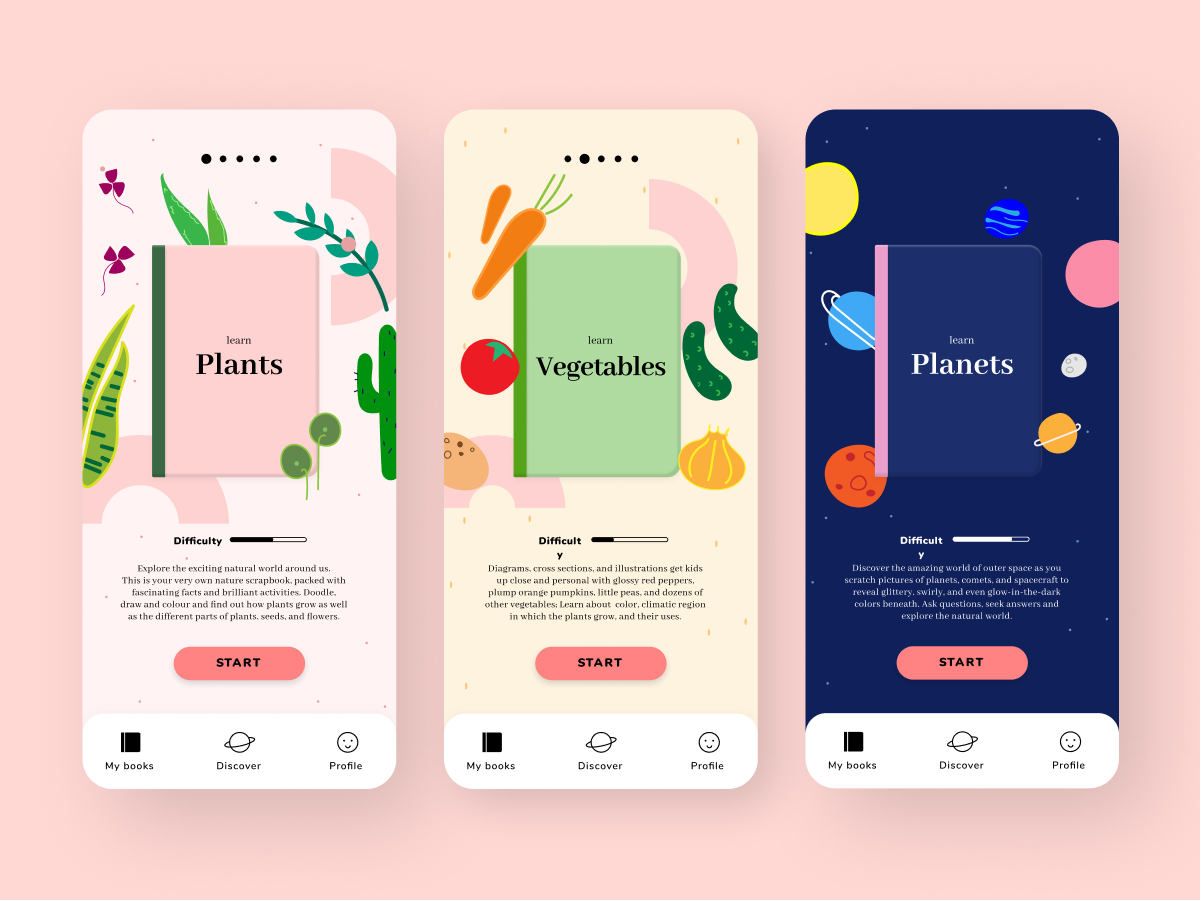 learn
Plants
Difficulty
Explore the exciting natural world around us.
This is your very own nature scrapbook, packed with
fascinating facts and brilliant activities. Doodle,
draw and colour and find out how plants grow as well
as the different parts of plants, seeds, and flowers.
START
My books
Discover
Profile
learn
Vegetables
Difficult
y
Diagrams, cross sections, and illustrations get kids
up close and personal with glossy red peppers,
plump orange pumpkins, little peas, and dozens of
other vegetables; Learn about  color, climatic region
in which the plants grow, and their uses.
START
My books
Discover
Profile
learn
Planets
Difficult
y
Discover the amazing world of outer space as you
scratch pictures of planets, comets, and spacecraft to
reveal glittery, swirly, and even glow-in-the-dark
colors beneath. Ask questions, seek answers and
explore the natural world.
START
My books
Discover
Profile